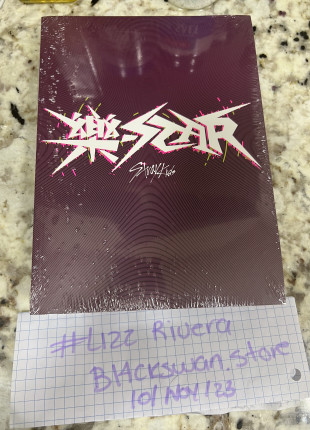 樂-STAR
Stray Kids
#Lizz Rivera
Bl4ckswan.store
10/Nov/23